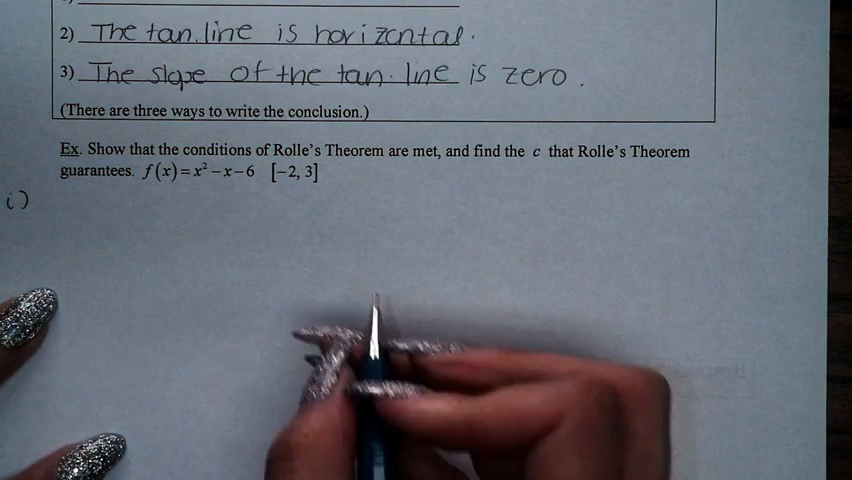 2) The tan. line is horizontal.
3) The slope of the tan. line is zero.
(There are three ways to write the conclusion.)
Ex. Show that the conditions of Rolle's Theorem are met, and find the c that Rolle's Theorem
guarantees. f(x)=x²−x−6 [−2, 3]
i)